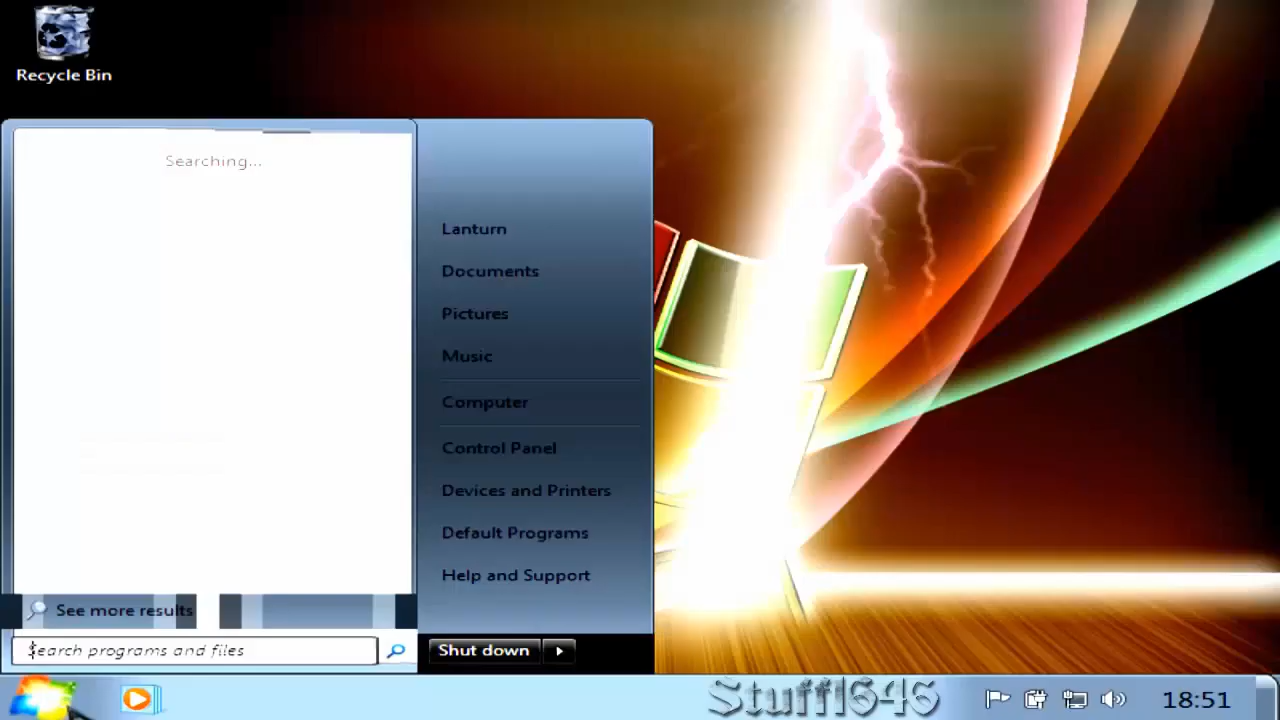 Recycle Bin
Searching...
Lanturn
Documents
Pictures
Music
Computer
Control Panel
Devices and Printers
Default Programs
Help and Support
See more results
Search programs and files
Shut down
Stuff1646
18:51